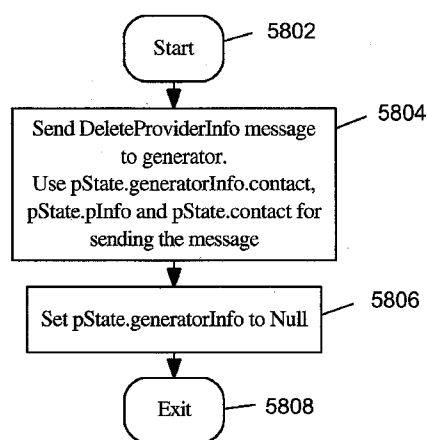 Start
5802
Send DeleteProviderInfo message
to generator.
Use pState.generatorInfo.contact,
pState.pInfo and pState.contact for
sending the message
5804
Set pState.generatorInfo to Null
5806
Exit
5808